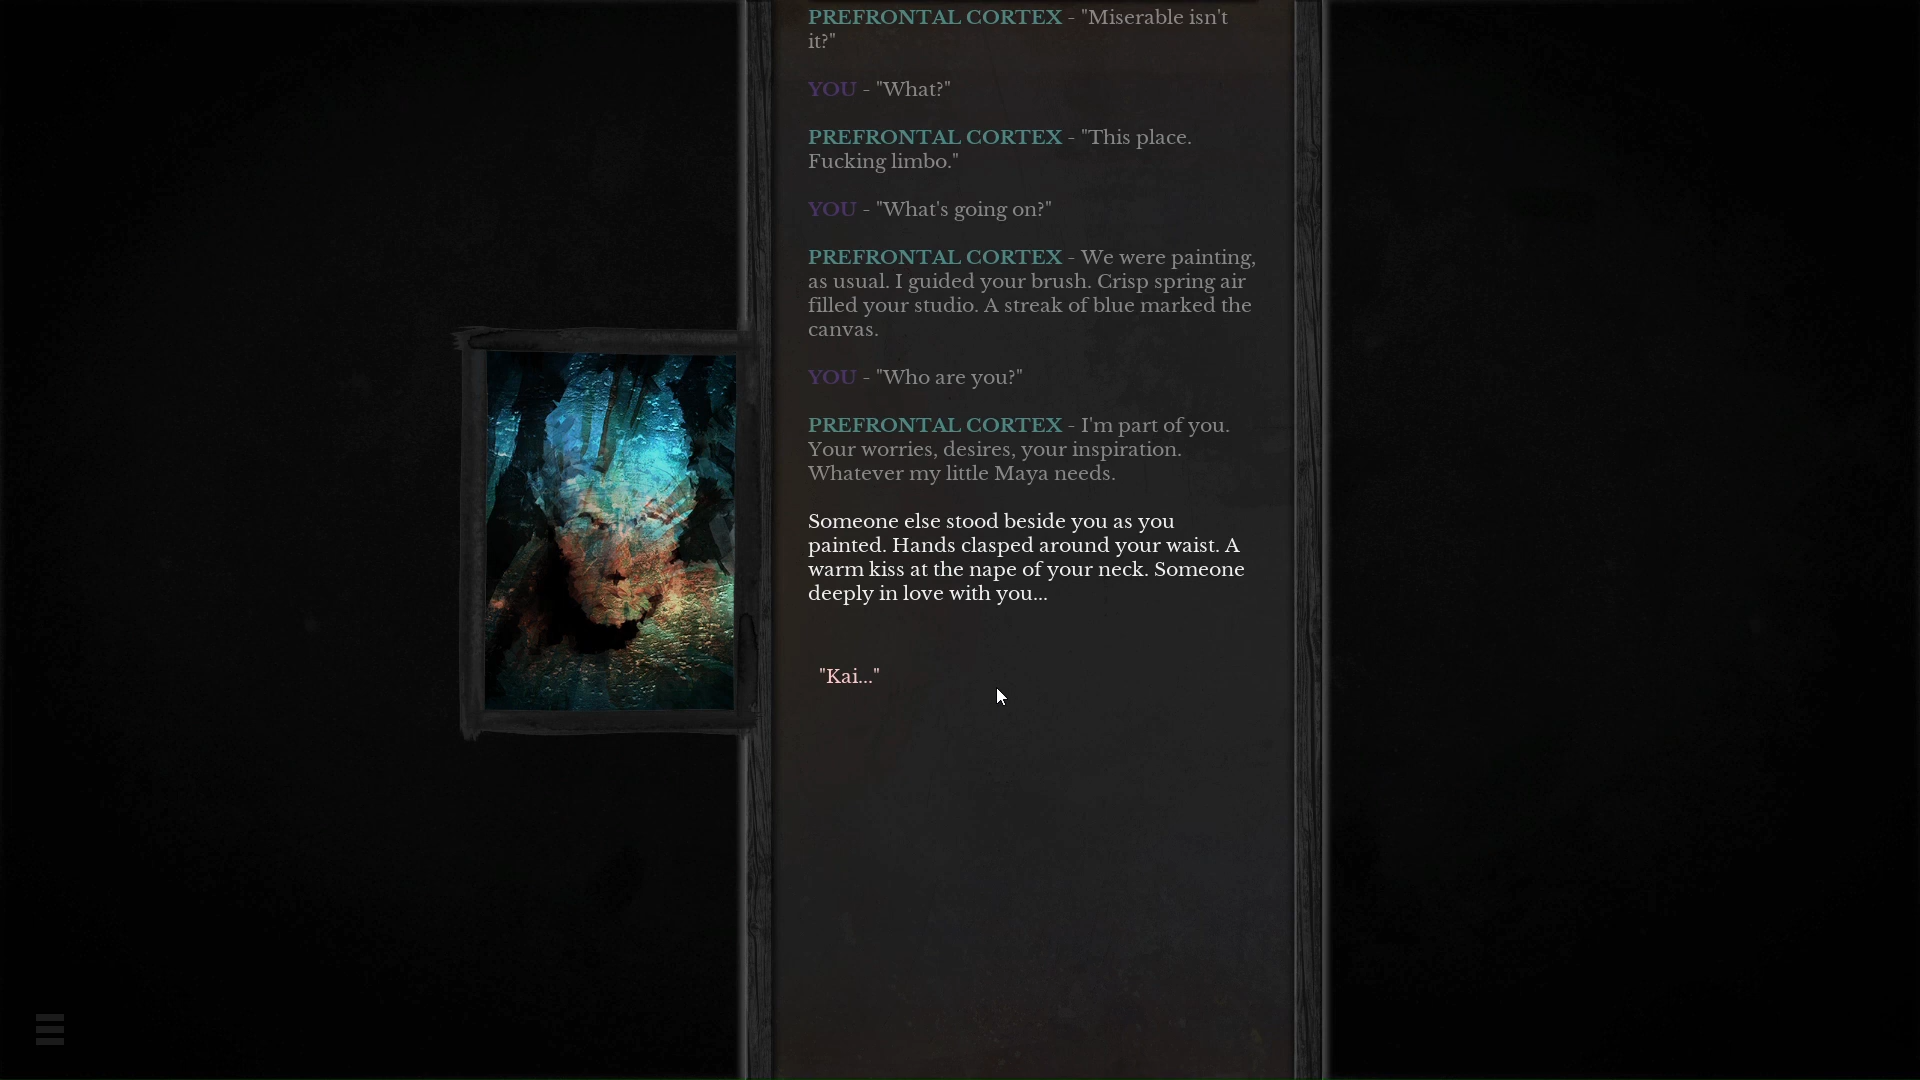 PREFRONTAL CORTEX - "Miserable isn't
it?"
YOU - "What?"
PREFRONTAL CORTEX - "This place.
Fucking limbo."
YOU - "What's going on?"
PREFRONTAL CORTEX - We were painting,
as usual. I guided your brush. Crisp spring air
filled your studio. A streak of blue marked the
canvas.
YOU - "Who are you?"
PREFRONTAL CORTEX - I'm part of you.
Your worries, desires, your inspiration.
Whatever my little Maya needs.
Someone else stood beside you as you
painted. Hands clasped around your waist. A
warm kiss at the nape of your neck. Someone
deeply in love with you...
"Kai..."